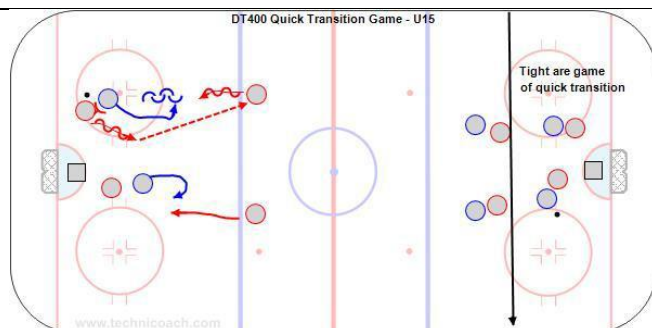 DT400 Quick Transition Game - U15
Tight are game
of quick transition
www.technicoach.com